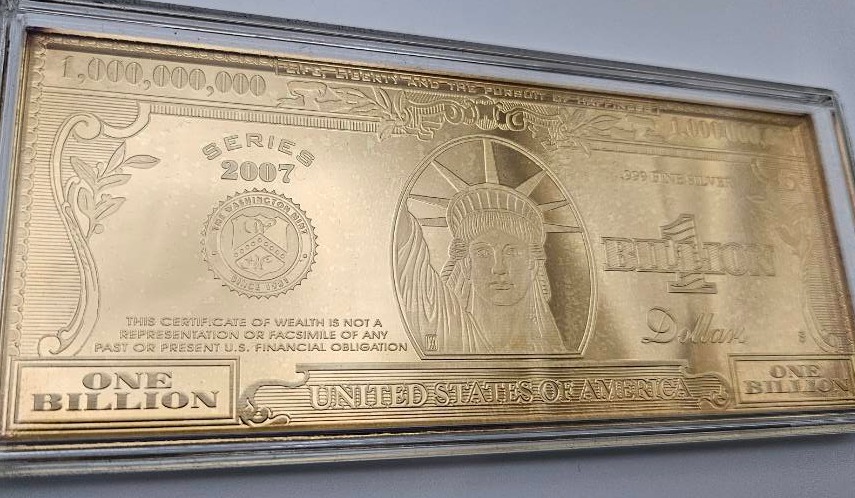 1,000,000,000
LIFE, LIBERTY AND THE PURSUIT OF HAPPINESS
SERIES
2007
THE WASHINGTON MINT
SINCE
.999 FINE SILVER
1
BILLION
Dollar
THIS CERTIFICATE OF WEALTH IS NOT A
REPRESENTATION OR FACSIMILE OF ANY
PAST OR PRESENT U.S. FINANCIAL OBLIGATION
ONE
BILLION
UNITED STATES OF AMERICA
ONE
BILLION